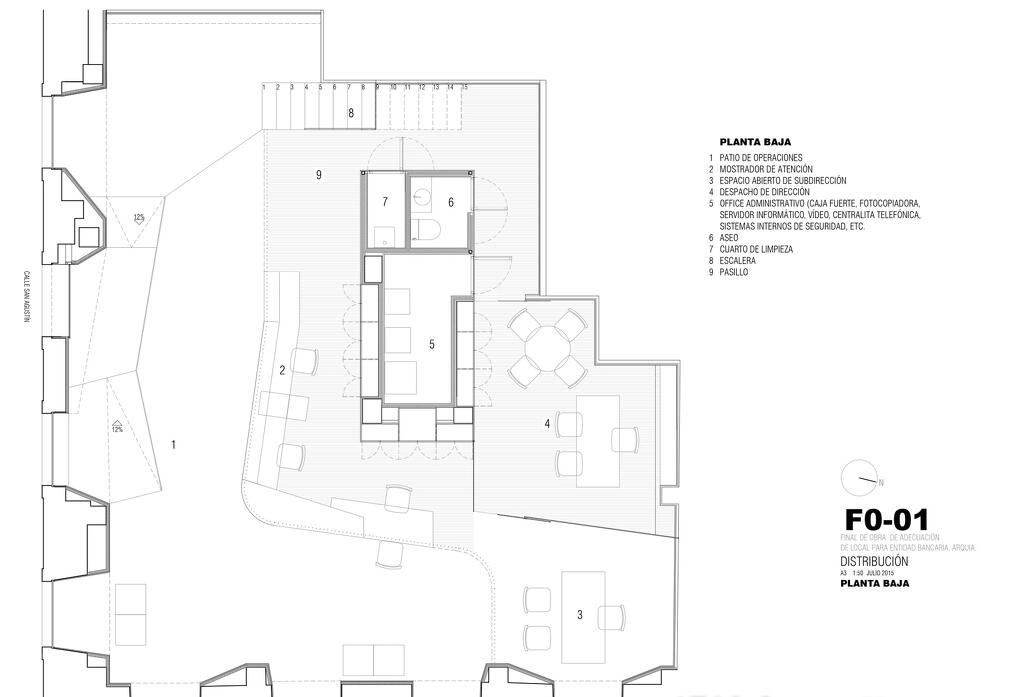 1 2 3 4 5 6 7 8 9 10 11 12 13 14 15
8
9
7
6
12%
CALLE SAN AGUSTÍN
5
2
4
12%
1
3
PLANTA BAJA
1 PATIO DE OPERACIONES
2 MOSTRADOR DE ATENCIÓN
3 ESPACIO ABIERTO DE SUBDIRECCIÓN
4 DESPACHO DE DIRECCIÓN
5 OFFICE ADMINISTRATIVO (CAJA FUERTE, FOTOCOPIADORA,
SERVIDOR INFORMÁTICO, VÍDEO, CENTRALITA TELEFÓNICA,
SISTEMAS INTERNOS DE SEGURIDAD, ETC.
6 ASEO
7 CUARTO DE LIMPIEZA
8 ESCALERA
9 PASILLO
N
F0-01
FINAL DE OBRA DE ADECUACIÓN
DE LOCAL PARA ENTIDAD BANCARIA. ARQUIA.
DISTRIBUCIÓN
A3 1:50 JULIO 2015
PLANTA BAJA